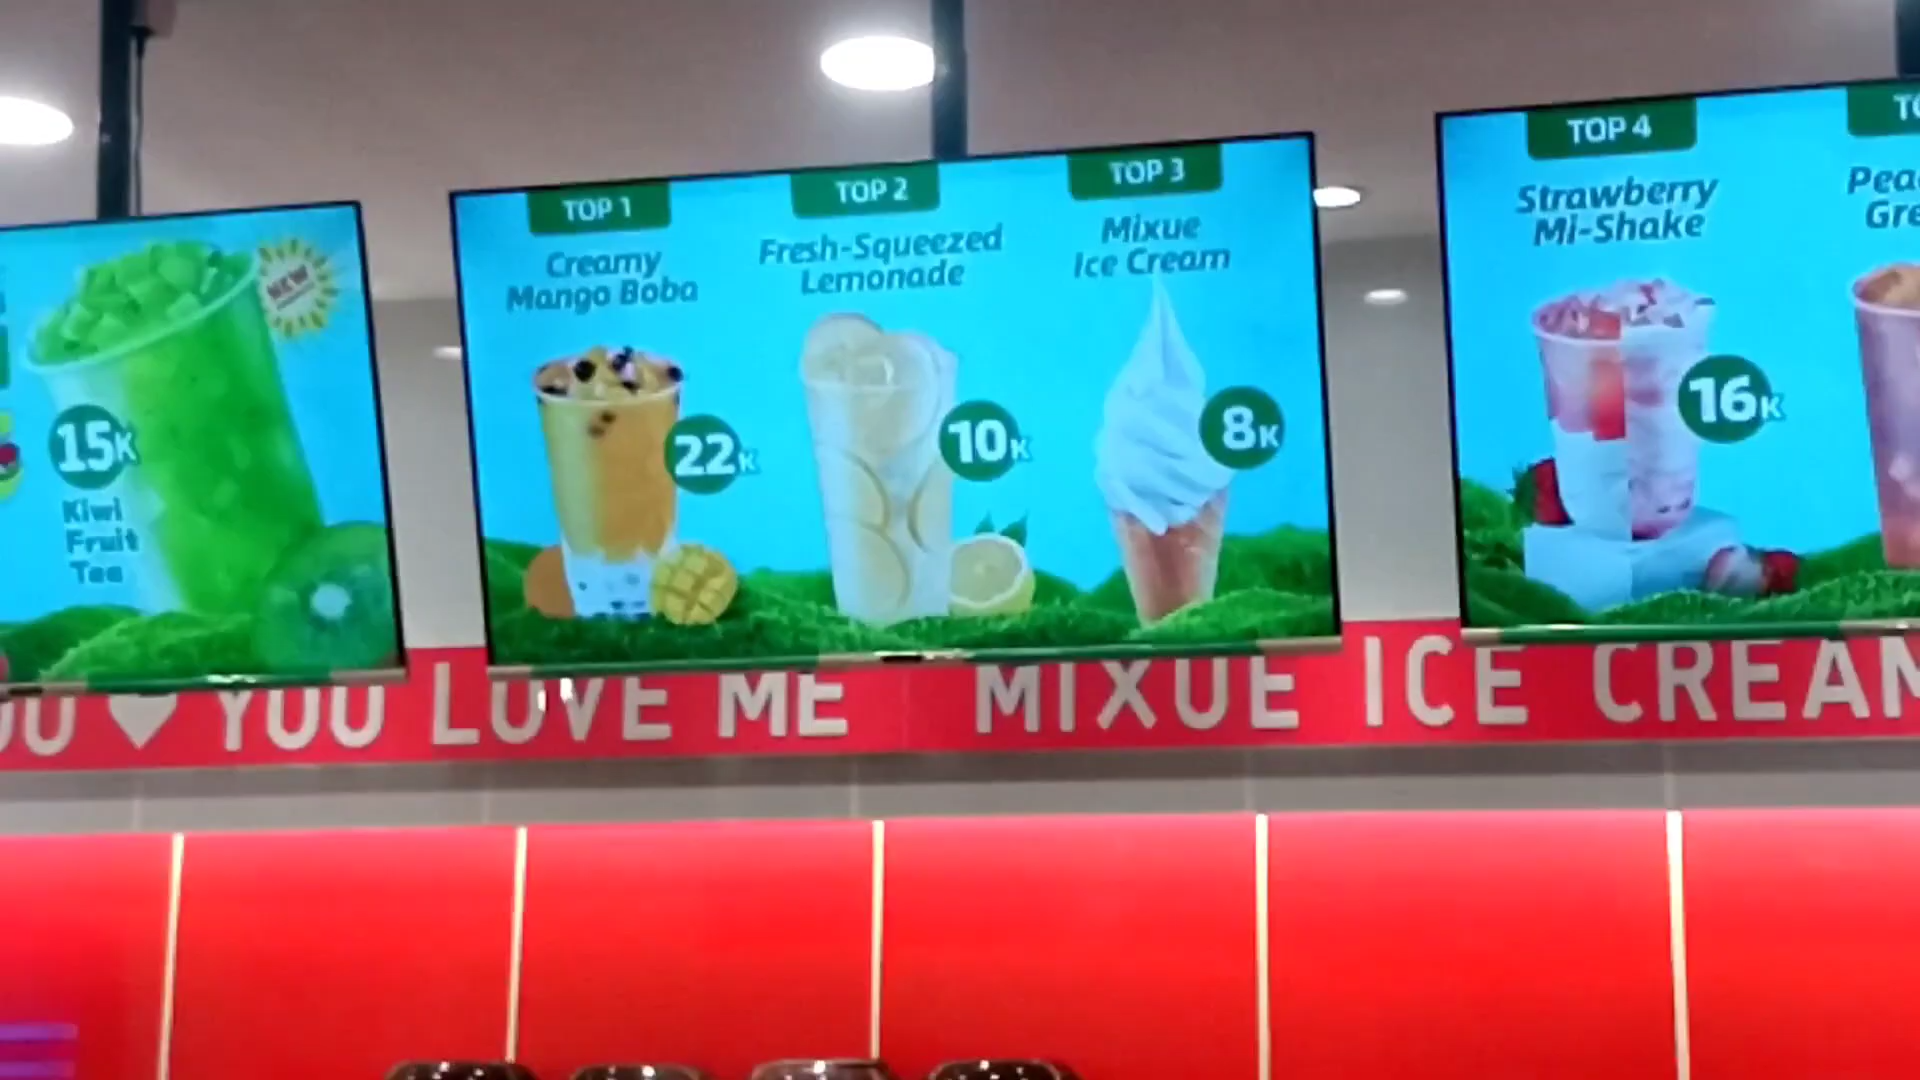 NEW
15K
Kiwi
Fruit
Tea
TOP 1
Creamy
Mango Boba
22K
TOP 2
Fresh-Squeezed
Lemonade
10K
TOP 3
Mixue
Ice Cream
8K
TOP 4
Strawberry
Mi-Shake
16K
YOU LOVE ME MIXUE ICE CREAM